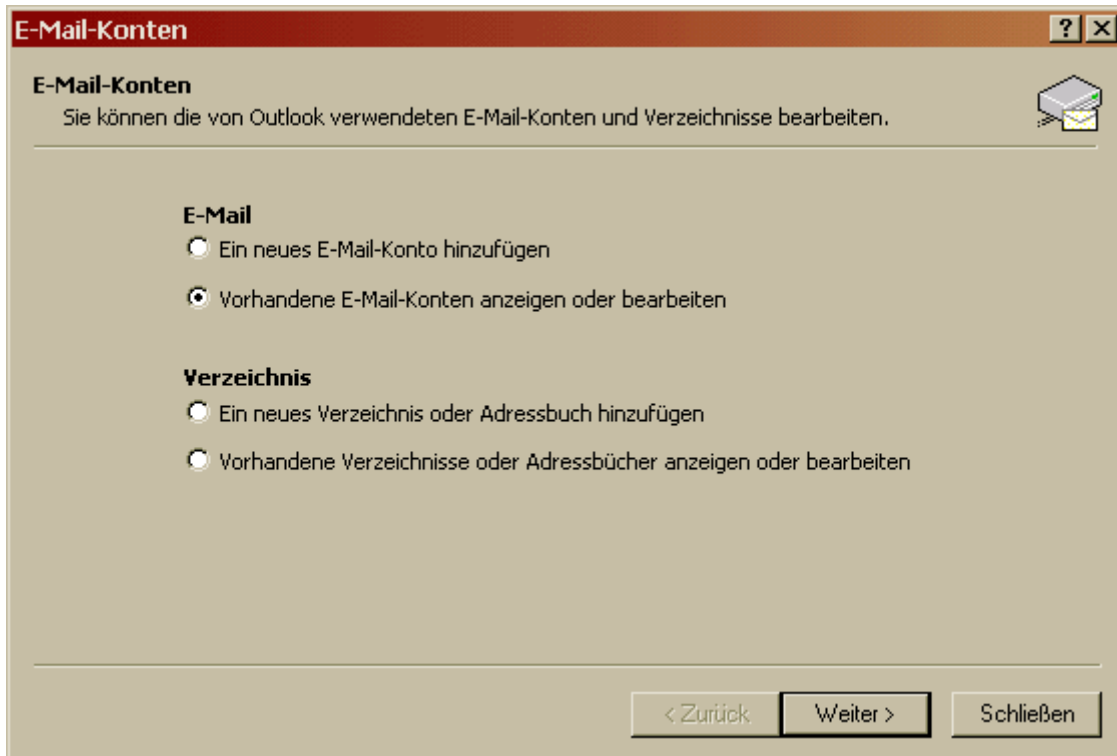 E-Mail-Konten
E-Mail-Konten
Sie können die von Outlook verwendeten E-Mail-Konten und Verzeichnisse bearbeiten.
E-Mail
Ein neues E-Mail-Konto hinzufügen
Vorhandene E-Mail-Konten anzeigen oder bearbeiten
Verzeichnis
Ein neues Verzeichnis oder Adressbuch hinzufügen
Vorhandene Verzeichnisse oder Adressbücher anzeigen oder bearbeiten
< Zurück Weiter > Schließen